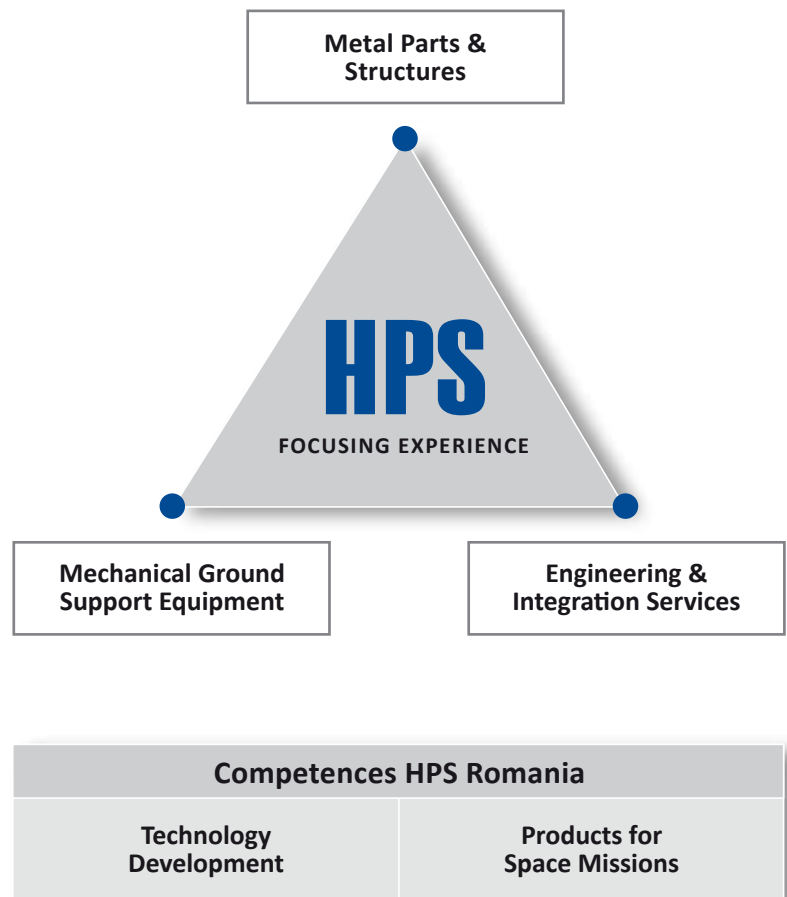 Metal Parts &
Structures
HPS
FOCUSING EXPERIENCE
Mechanical Ground
Support Equipment
Engineering &
Integration Services
Competences HPS Romania
Technology
Development
Products for
Space Missions